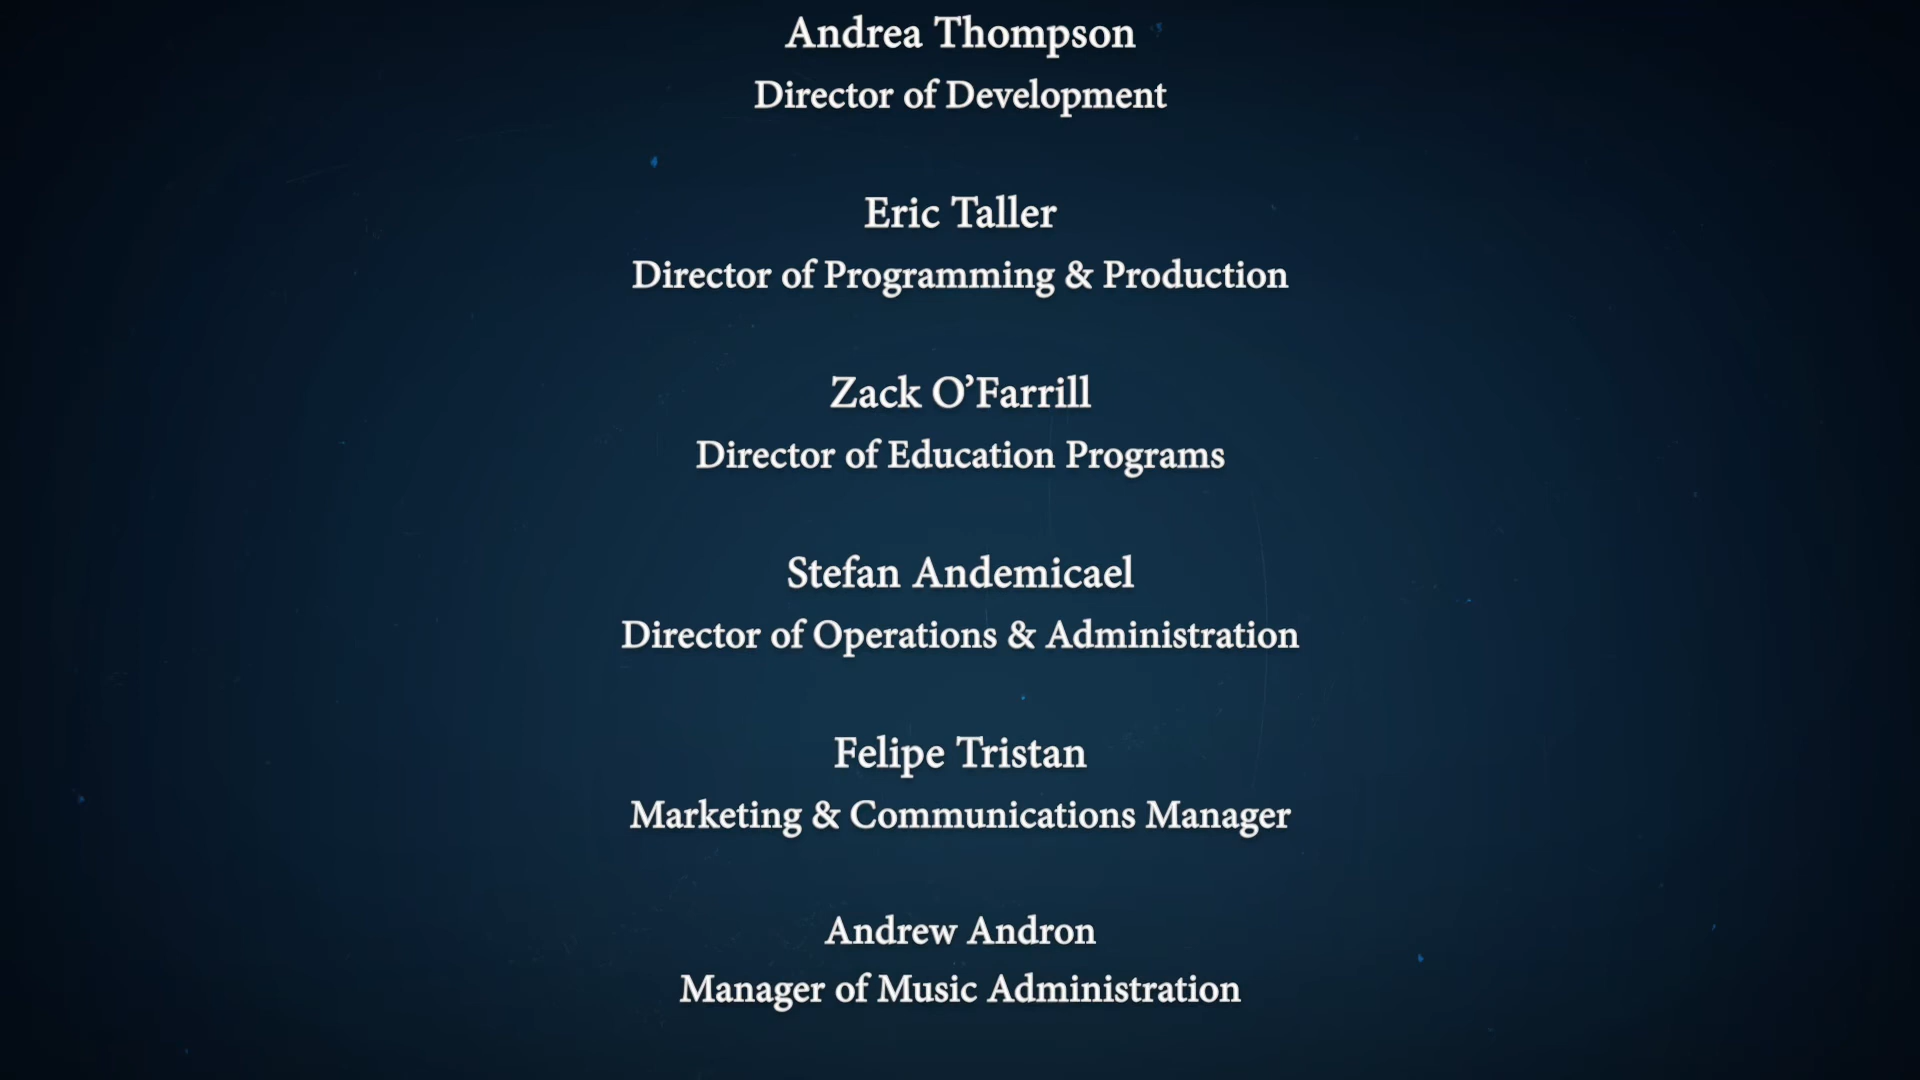 Andrea Thompson
Director of Development
Eric Taller
Director of Programming & Production
Zack O’Farrill
Director of Education Programs
Stefan Andemicael
Director of Operations & Administration
Felipe Tristan
Marketing & Communications Manager
Andrew Andron
Manager of Music Administration